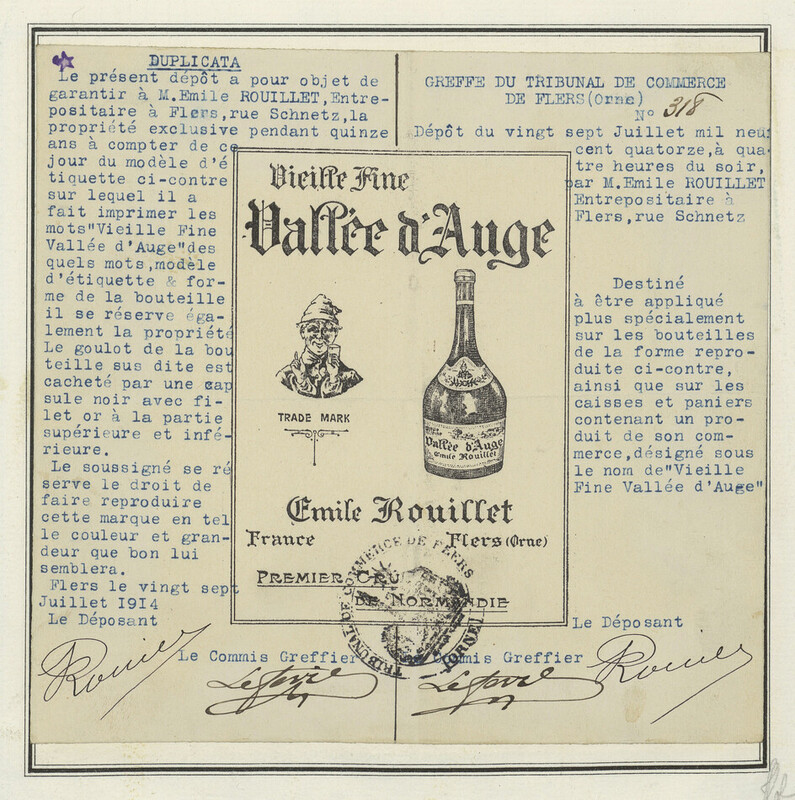 DUPLICATA
Le présent dépôt a pour objet de
garantir à M.Emile ROUILLET,Entre-
positaire à Flers,rue Schnetz,la
propriété exclusive pendant quinze
ans à compter de ce
jour du modèle d'é
tiquette ci-contre
sur lequel il a
fait imprimer les
mots"Vieille Fine
Vallée d'Auge"des
quels mots,modèle
d'étiquette & for-
me de la bouteille
il se réserve éga-
lement la propriété
Le goulot de la bou
teille sus dite est
cacheté par une cap
sule noir avec fi-
let or à la partie
supérieure et infé-
rieure.
Le soussigné se ré
serve le droit de
faire reproduire
cette marque en tel
le couleur et gran-
deur que bon lui
semblera.
Flers le vingt sept
Juillet 1914
Le Déposant
Le Commis Greffier
Vieille Fine
Vallée d'Auge
TRADE MARK
Vallée d'Auge
Emile Rouillet
Emile Rouillet
France
Flers (Orne)
PREMIER CRU
DE NORMANDIE
TRIBUNAL DE COMMERCE DE FLERS
(ORNE)
GREFFE DU TRIBUNAL DE COMMERCE
DE FLERS(Orne)
N° 318
Dépôt du vingt sept Juillet mil neuf
cent quatorze,à qua-
tre heures du soir,
par M.Emile ROUILLET
Entrepositaire à
Flers,rue Schnetz
Destiné
à être appliqué
plus spécialement
sur les bouteilles
de la forme repro-
duite ci-contre,
ainsi que sur les
caisses et paniers
contenant un pro-
duit de son com-
merce,désigné sous
le nom de"Vieille
Fine Vallée d'Auge"
Le Déposant
Commis Greffier